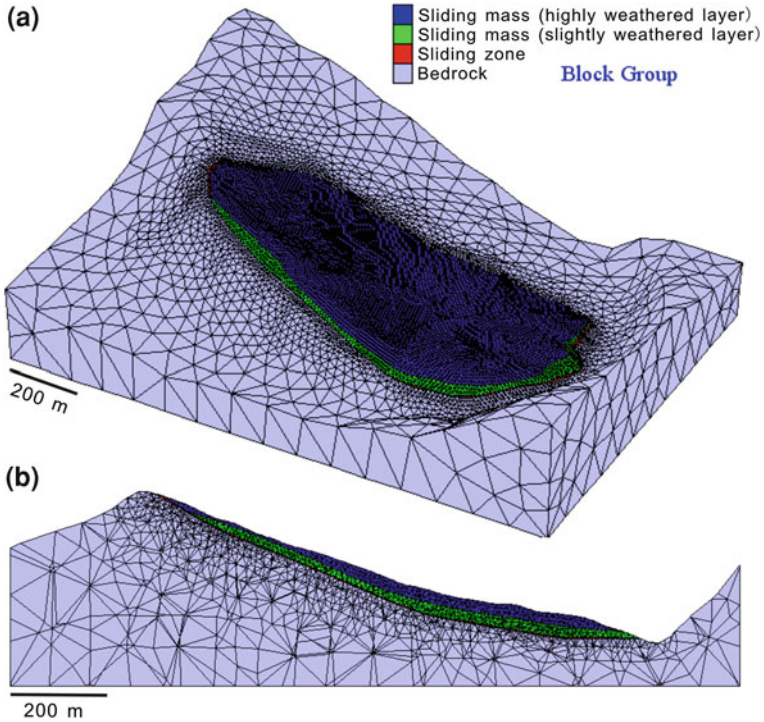 (a)
Sliding mass (highly weathered layer)
Sliding mass (slightly weathered layer)
Sliding zone
Bedrock Block Group
200 m
(b)
200 m